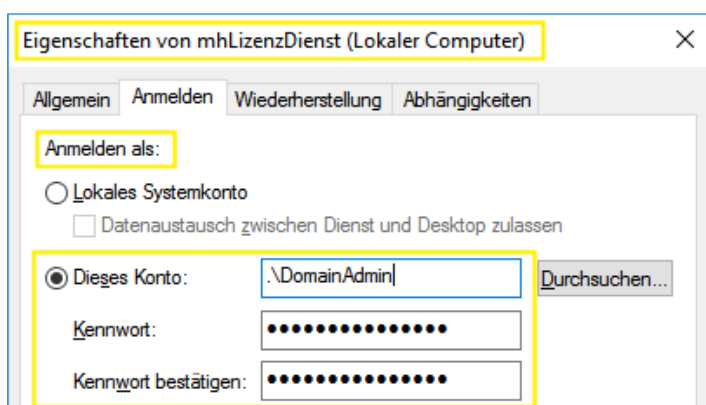 Eigenschaften von mhLizenzDienst (Lokaler Computer)
Allgemein Anmelden Wiederherstellung Abhängigkeiten
Anmelden als:
Lokales Systemkonto
Datenaustausch zwischen Dienst und Desktop zulassen
Dieses Konto: .\DomainAdmin Durchsuchen...
Kennwort: ●●●●●●●●●●●●●●●
Kennwort bestätigen: ●●●●●●●●●●●●●●●